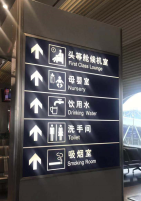 头等舱候机室
First Class Lounge
母婴室
Nursery
饮用水
Drinking Water
洗手间
Toilet
吸烟室
Smoking Room